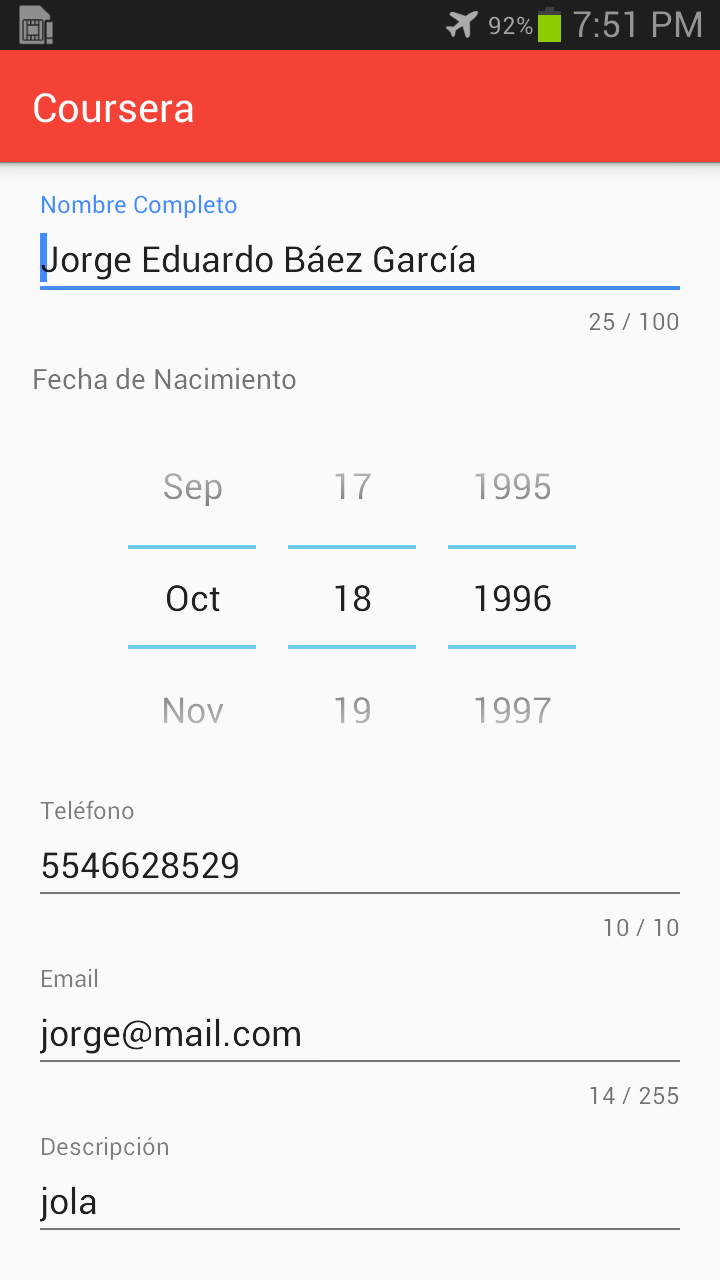 92% 7:51 PM
Coursera
Nombre Completo
Jorge Eduardo Báez García
25 / 100
Fecha de Nacimiento
Sep 17 1995
Oct 18 1996
Nov 19 1997
Teléfono
5546628529
10 / 10
Email
jorge@mail.com
14 / 255
Descripción
jola